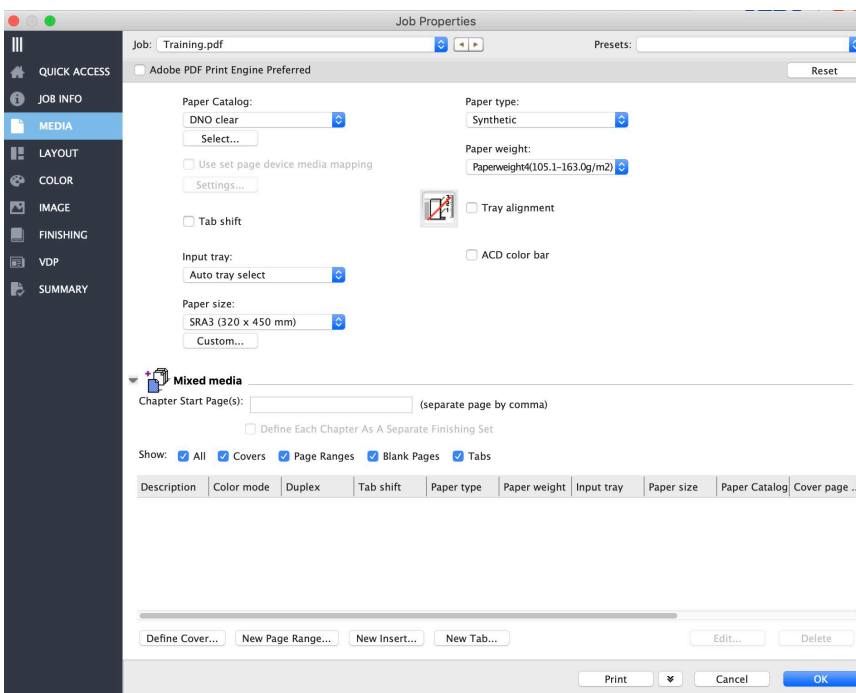 Job Properties
Job: Training.pdf
Presets:
Adobe PDF Print Engine Preferred
Reset
QUICK ACCESS
JOB INFO
MEDIA
LAYOUT
COLOR
IMAGE
FINISHING
VDP
SUMMARY
Paper Catalog:
DNO clear
Select...
Use set page device media mapping
Settings...
Tab shift
Input tray:
Auto tray select
Paper size:
SRA3 (320 x 450 mm)
Custom...
Paper type:
Synthetic
Paper weight:
Paperweight4(105.1-163.0g/m2)
Tray alignment
ACD color bar
Mixed media
Chapter Start Page(s): (separate page by comma)
Define Each Chapter As A Separate Finishing Set
Show: All Covers Page Ranges Blank Pages Tabs
Description Color mode Duplex Tab shift Paper type Paper weight Input tray Paper size Paper Catalog Cover page ..
Define Cover... New Page Range... New Insert... New Tab... Edit... Delete
Print Cancel OK